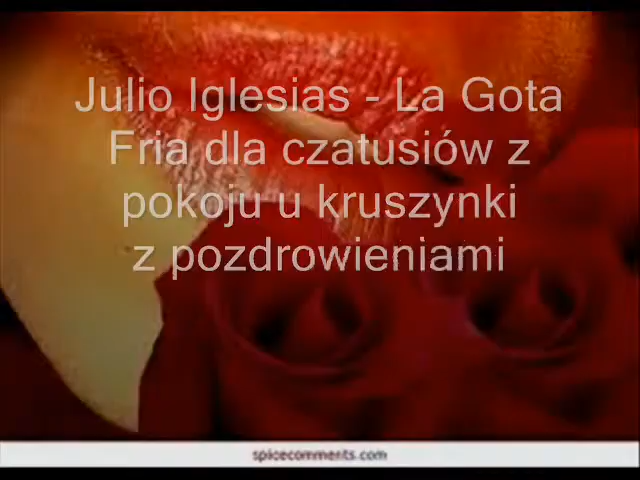 Julio Iglesias - La Gota
Fria dla czatusiów z
pokoju u kruszynki
z pozdrowieniami
spicecomments.com